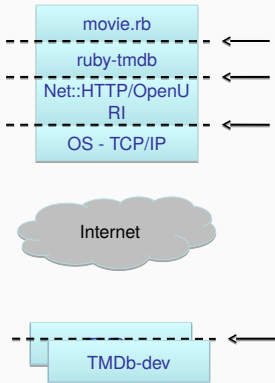 movie.rb
ruby-tmdb
Net::HTTP/OpenU
RI
OS - TCP/IP
Internet
TMDb-dev